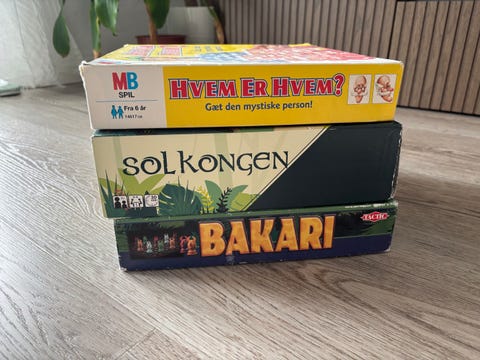 MB
SPIL
HVEM ER HVEM?
Gæt den mystiske person!
Fra 6 år
SOLKONGEN
BAKARI
TACTIC